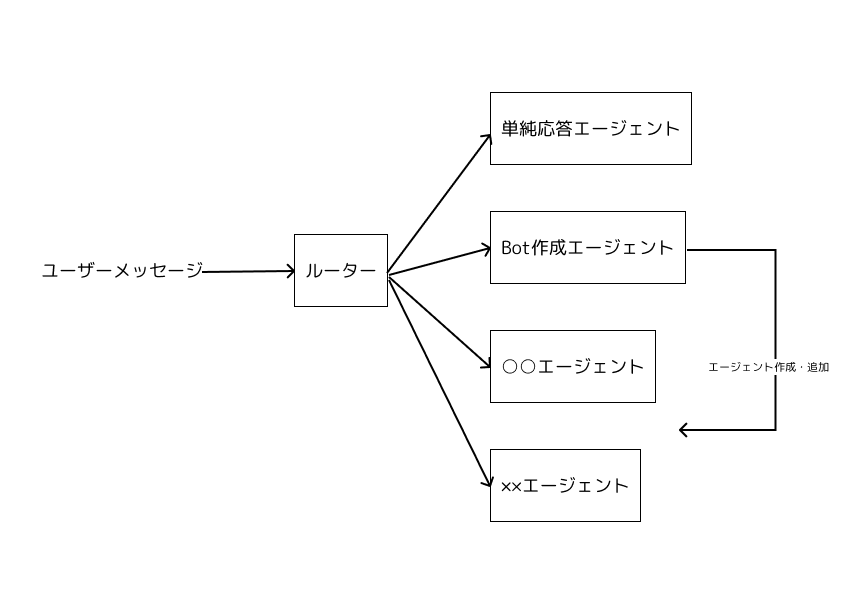 ユーザーメッセージ
ルーター
単純応答エージェント
Bot作成エージェント
〇〇エージェント
××エージェント
エージェント作成・追加